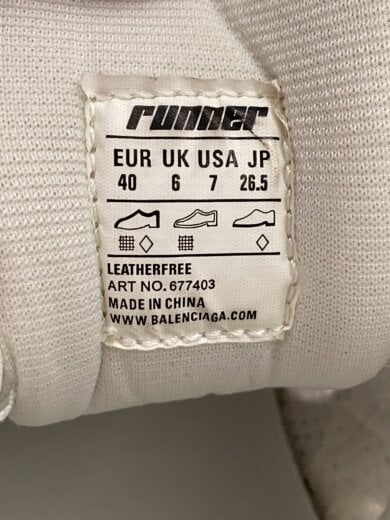 runner
EUR UK USA JP
40 6 7 26.5
LEATHERFREE
ART NO. 677403
MADE IN CHINA
WWW.BALENCIAGA.COM